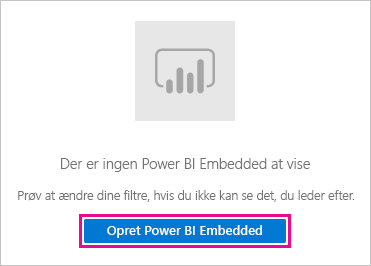 Der er ingen Power BI Embedded at vise
Prøv at ændre dine filtre, hvis du ikke kan se det, du leder efter.
Opret Power BI Embedded